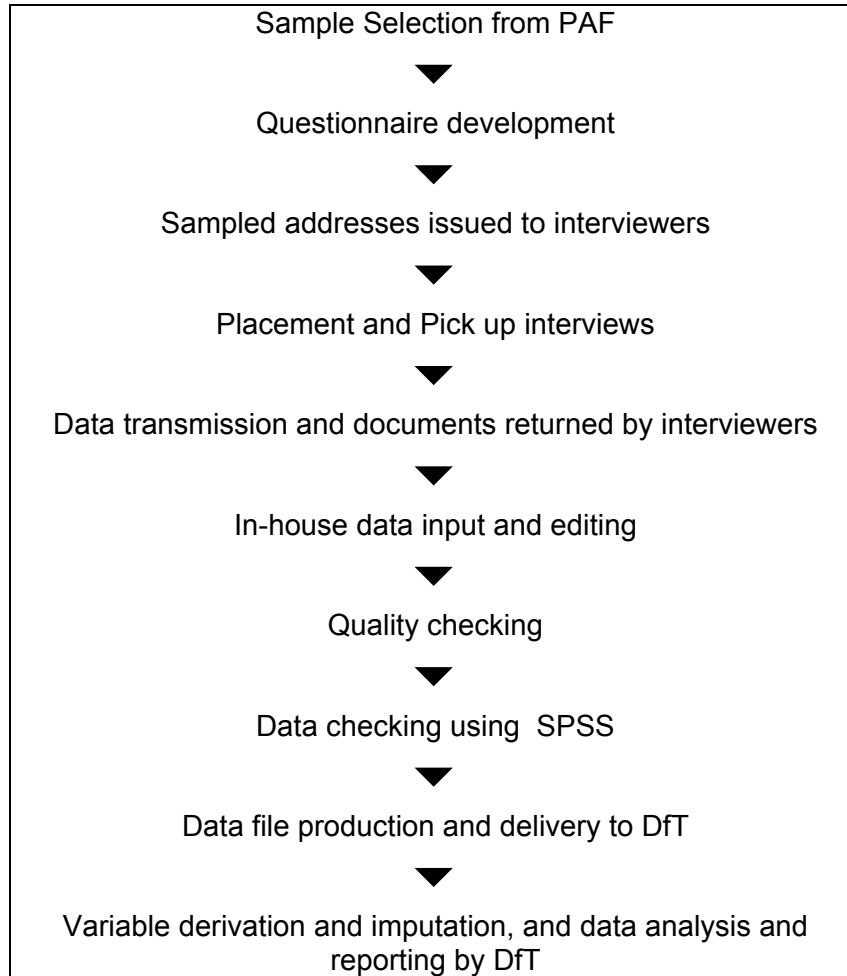 Sample Selection from PAF
Questionnaire development
Sampled addresses issued to interviewers
Placement and Pick up interviews
Data transmission and documents returned by interviewers
In-house data input and editing
Quality checking
Data checking using  SPSS
Data file production and delivery to DfT
Variable derivation and imputation, and data analysis and
reporting by DfT